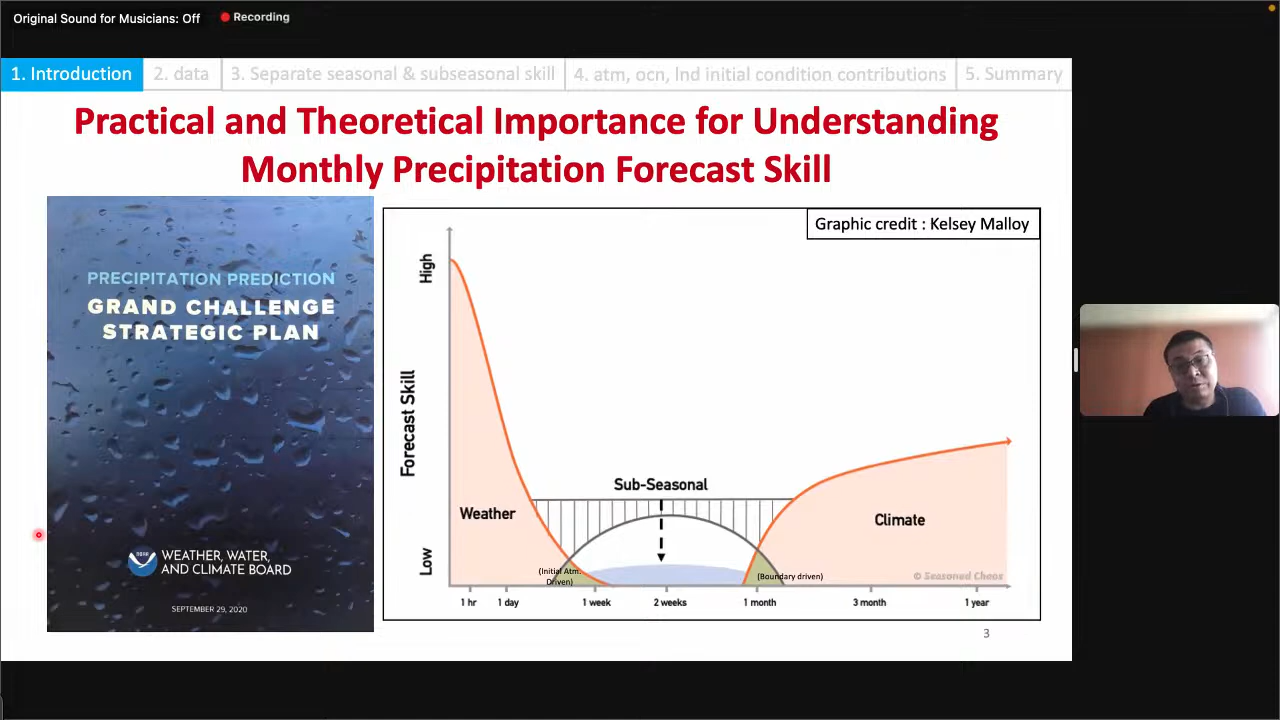 Original Sound for Musicians: Off
Recording
1. Introduction
2. data
3. Separate seasonal & subseasonal skill
4. atm, ocn, lnd initial condition contributions
5. Summary
Practical and Theoretical Importance for Understanding
Monthly Precipitation Forecast Skill
PRECIPITATION PREDICTION
GRAND CHALLENGE
STRATEGIC PLAN
NOAA
WEATHER, WATER,
AND CLIMATE BOARD
SEPTEMBER 29, 2020
Graphic credit : Kelsey Malloy
High
Forecast Skill
Low
Sub-Seasonal
Weather
Climate
(Initial Atm.
Driven)
(Boundary driven)
© Seasoned Chaos
1 hr
1 day
1 week
2 weeks
1 month
3 month
1 year
3